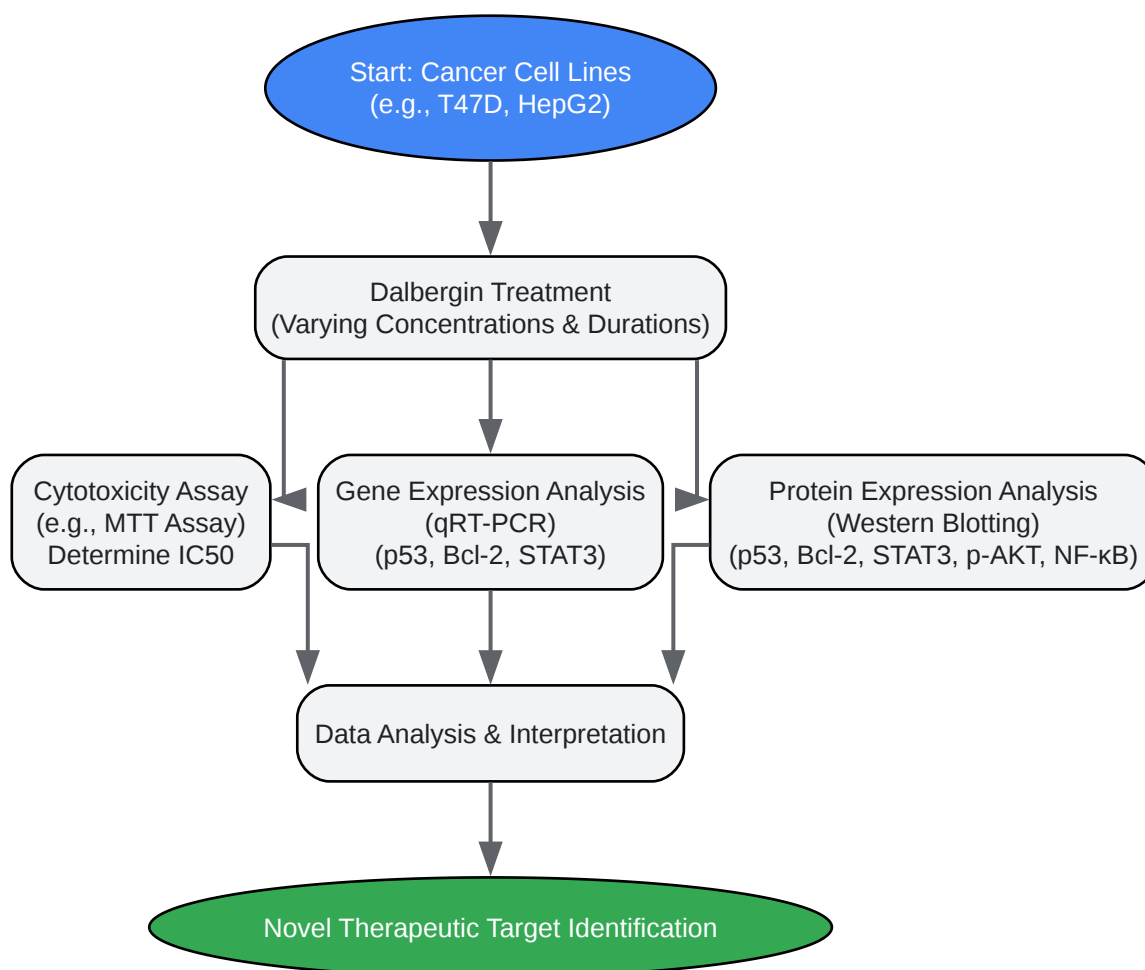 Start: Cancer Cell Lines
(e.g., T47D, HepG2)
Dalbergin Treatment
(Varying Concentrations & Durations)
Cytotoxicity Assay
(e.g., MTT Assay)
Determine IC50
Gene Expression Analysis
(qRT-PCR)
(p53, Bcl-2, STAT3)
Protein Expression Analysis
(Western Blotting)
(p53, Bcl-2, STAT3, p-AKT, NF-κB)
Data Analysis & Interpretation
Novel Therapeutic Target Identification